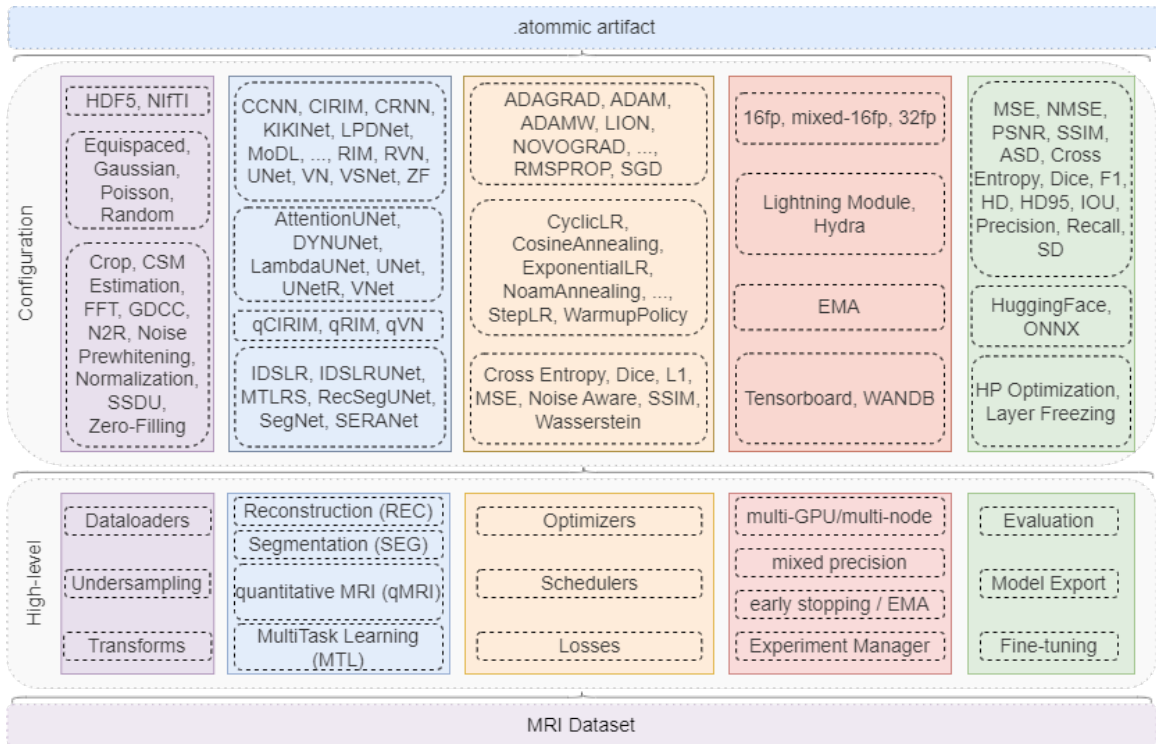 .atommic artifact
Configuration
HDF5, NIfTI
Equispaced,
Gaussian,
Poisson,
Random
Crop, CSM
Estimation,
FFT, GDCC,
N2R, Noise
Prewhitening,
Normalization,
SSDU,
Zero-Filling
CCNN, CIRIM, CRNN,
KIKINet, LPDNet,
MoDL, ..., RIM, RVN,
UNet, VN, VSNet, ZF
AttentionUNet,
DYNUNet,
LambdaUNet, UNet,
UNetR, VNet
qCIRIM, qRIM, qVN
IDSLR, IDSLRUNet,
MTLRS, RecSegUNet,
SegNet, SERANet
ADAGRAD, ADAM,
ADAMW, LION,
NOVOGRAD, ...,
RMSPROP, SGD
CyclicLR,
CosineAnnealing,
ExponentialLR,
NoamAnnealing, ...,
StepLR, WarmupPolicy
Cross Entropy, Dice, L1,
MSE, Noise Aware, SSIM,
Wasserstein
16fp, mixed-16fp, 32fp
Lightning Module,
Hydra
EMA
Tensorboard, WANDB
MSE, NMSE,
PSNR, SSIM,
ASD, Cross
Entropy, Dice, F1,
HD, HD95, IOU,
Precision, Recall,
SD
HuggingFace,
ONNX
HP Optimization,
Layer Freezing
High-level
Dataloaders
Undersampling
Transforms
Reconstruction (REC)
Segmentation (SEG)
quantitative MRI (qMRI)
MultiTask Learning
(MTL)
Optimizers
Schedulers
Losses
multi-GPU/multi-node
mixed precision
early stopping / EMA
Experiment Manager
Evaluation
Model Export
Fine-tuning
MRI Dataset